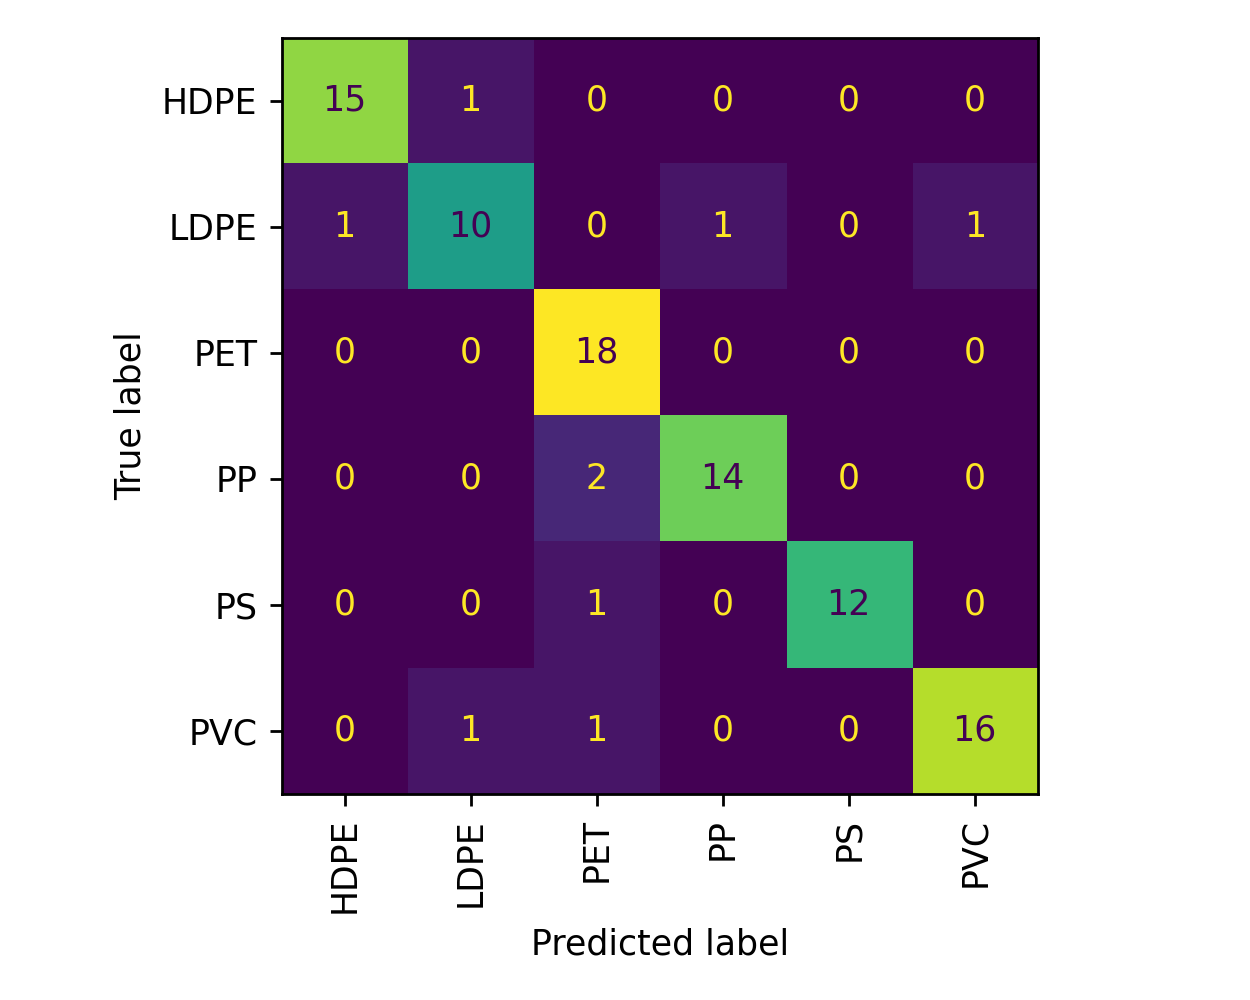 HDPE 15 1 0 0 0 0
LDPE 1 10 0 1 0 1
PET 0 0 18 0 0 0
PP 0 0 2 14 0 0
PS 0 0 1 0 12 0
PVC 0 1 1 0 0 16
True label
HDPE LDPE PET PP PS PVC
Predicted label